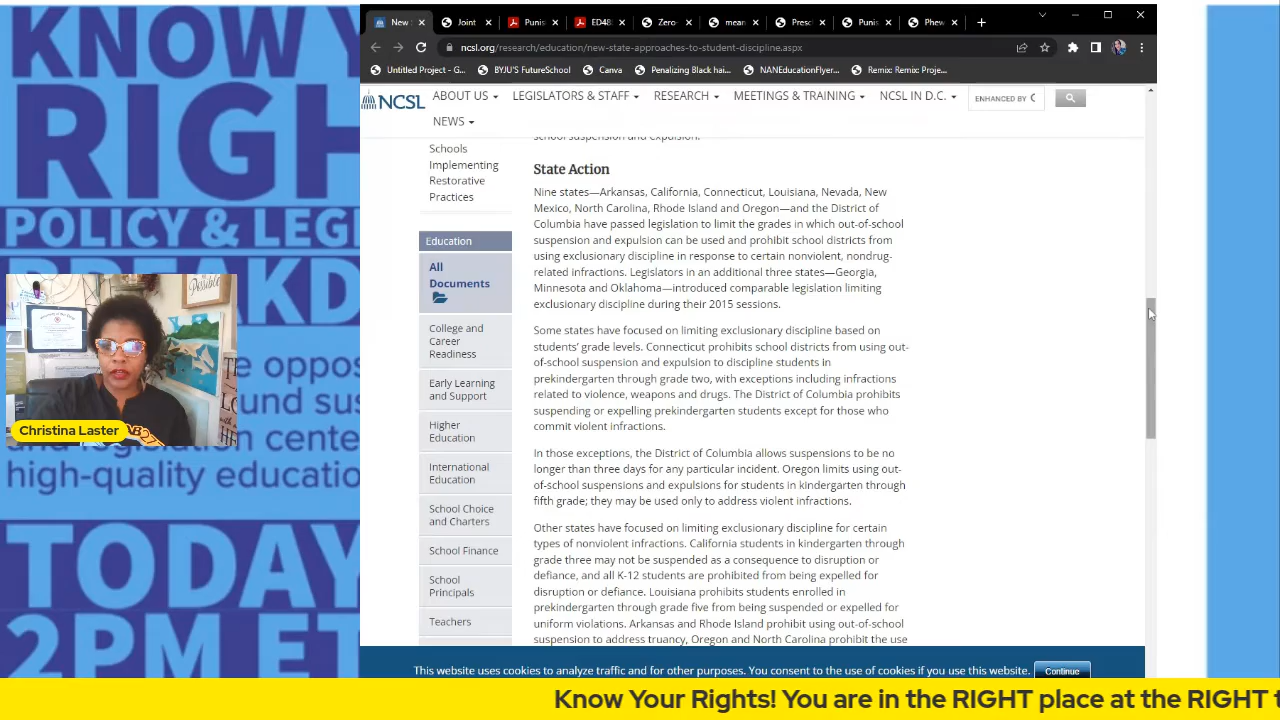 KNOW Y
RIGH
POLICY & LEG
BREAKD
e oppos
und sus
and legislation cente
high-quality education
TODAY
2PM ET
Possible
Christina Laster
New
Joint
Punis
ED48
Zero-
mean
Presc
Punis
Phew
ncsl.org/research/education/new-state-approaches-to-student-discipline.aspx
Untitled Project - G...
BYJU'S FutureSchool
Canva
Penalizing Black hai...
NANEducationFlyer...
Remix: Remix Proje...
NCSL
ABOUT US
LEGISLATORS & STAFF
RESEARCH
MEETINGS & TRAINING
NCSL IN D.C.
NEWS
ENHANCED BY
Schools
Implementing
Restorative
Practices
Education
All
Documents
College and
Career
Readiness
Early Learning
and Support
Higher
Education
International
Education
School Choice
and Charters
School Finance
School
Principals
Teachers
school suspension and expulsion.
State Action
Nine states—Arkansas, California, Connecticut, Louisiana, Nevada, New
Mexico, North Carolina, Rhode Island and Oregon—and the District of
Columbia have passed legislation to limit the grades in which out-of-school
suspension and expulsion can be used and prohibit school districts from
using exclusionary discipline in response to certain nonviolent, nondrug-
related infractions. Legislators in an additional three states—Georgia,
Minnesota and Oklahoma—introduced comparable legislation limiting
exclusionary discipline during their 2015 sessions.
Some states have focused on limiting exclusionary discipline based on
students' grade levels. Connecticut prohibits school districts from using out-
of-school suspension and expulsion to discipline students in
prekindergarten through grade two, with exceptions including infractions
related to violence, weapons and drugs. The District of Columbia prohibits
suspending or expelling prekindergarten students except for those who
commit violent infractions.
In those exceptions, the District of Columbia allows suspensions to be no
longer than three days for any particular incident. Oregon limits using out-
of-school suspensions and expulsions for students in kindergarten through
fifth grade; they may be used only to address violent infractions.
Other states have focused on limiting exclusionary discipline for certain
types of nonviolent infractions. California students in kindergarten through
grade three may not be suspended as a consequence to disruption or
defiance, and all K-12 students are prohibited from being expelled for
disruption or defiance. Louisiana prohibits students enrolled in
prekindergarten through grade five from being suspended or expelled for
uniform violations. Arkansas and Rhode Island prohibit using out-of-school
suspension to address truancy, Oregon and North Carolina prohibit the use
This website uses cookies to analyze traffic and for other purposes. You consent to the use of cookies if you use this website.
Continue
Know Your Rights! You are in the RIGHT place at the RIGHT t